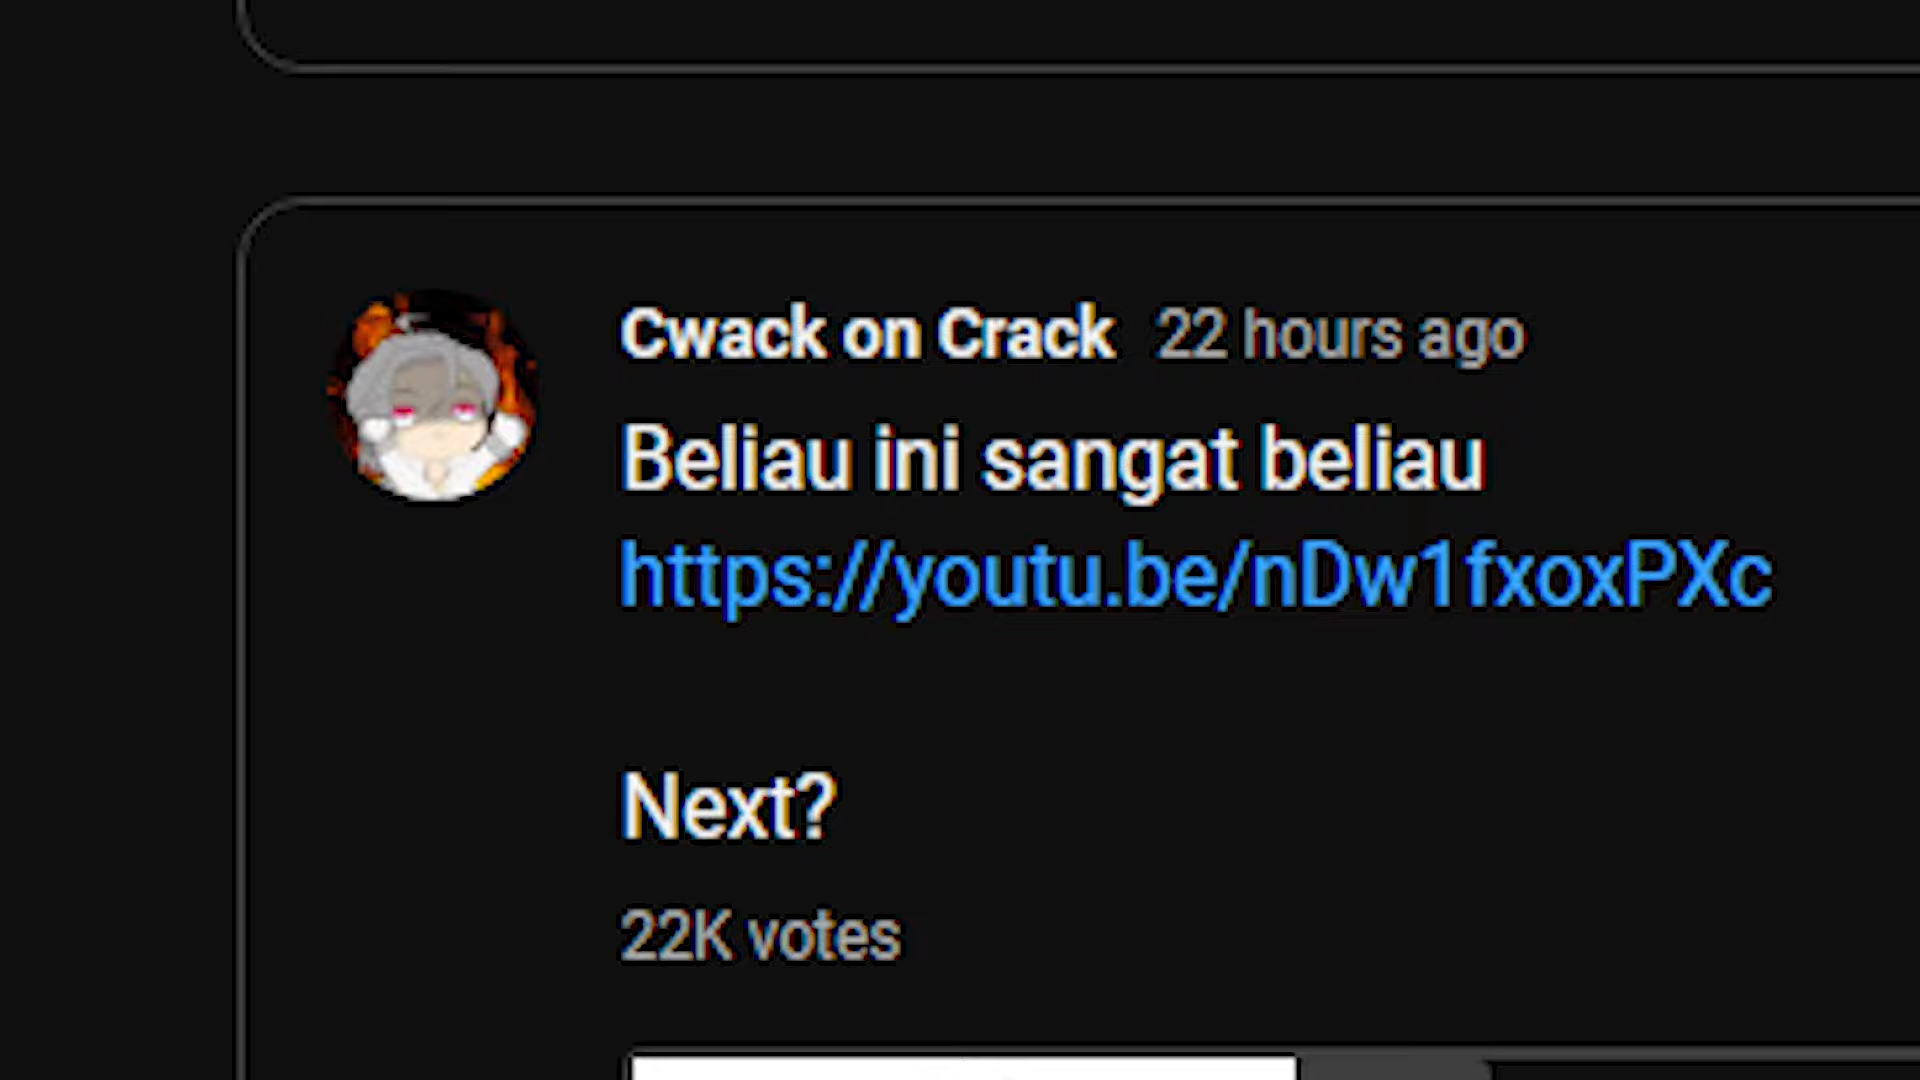 Cwack on Crack 22 hours ago
Beliau ini sangat beliau
https://youtu.be/nDw1fxoxPXc
Next?
22K votes